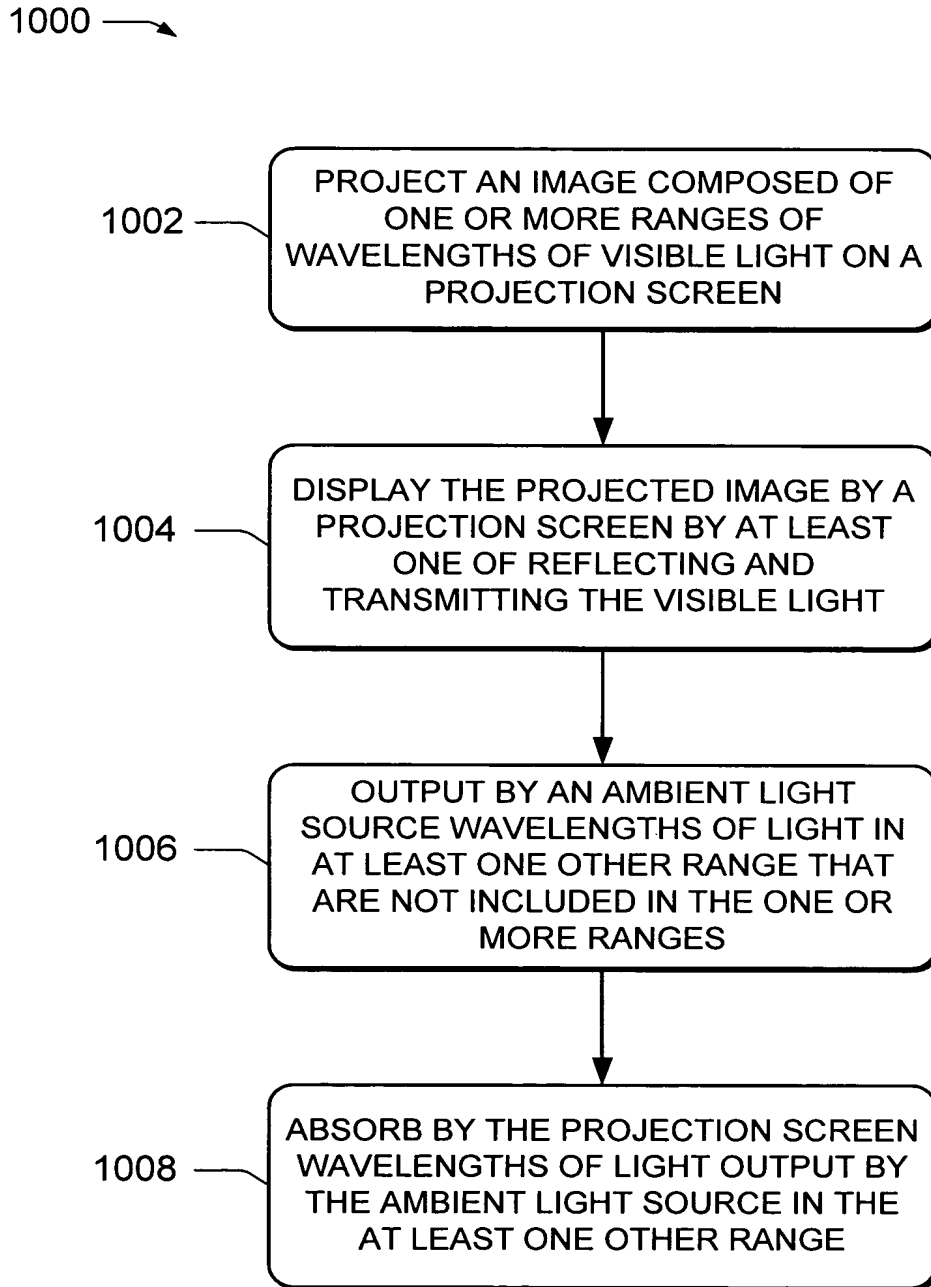 1000
1002
PROJECT AN IMAGE COMPOSED OF
ONE OR MORE RANGES OF
WAVELENGTHS OF VISIBLE LIGHT ON A
PROJECTION SCREEN
1004
DISPLAY THE PROJECTED IMAGE BY A
PROJECTION SCREEN BY AT LEAST
ONE OF REFLECTING AND
TRANSMITTING THE VISIBLE LIGHT
1006
OUTPUT BY AN AMBIENT LIGHT
SOURCE WAVELENGTHS OF LIGHT IN
AT LEAST ONE OTHER RANGE THAT
ARE NOT INCLUDED IN THE ONE OR
MORE RANGES
1008
ABSORB BY THE PROJECTION SCREEN
WAVELENGTHS OF LIGHT OUTPUT BY
THE AMBIENT LIGHT SOURCE IN THE
AT LEAST ONE OTHER RANGE